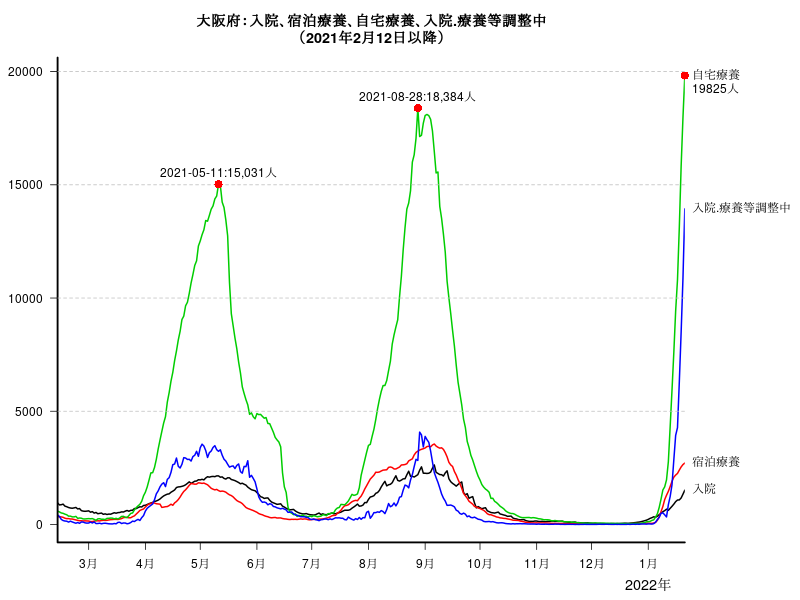 大阪府：入院、宿泊療養、自宅療養、入院.療養等調整中
（2021年2月12日以降）
20000
自宅療養
19825人
2021-08-28:18,384人
2021-05-11:15,031人
15000
入院.療養等調整中
10000
5000
宿泊療養
入院
0
3月 4月 5月 6月 7月 8月 9月 10月 11月 12月 1月
2022年